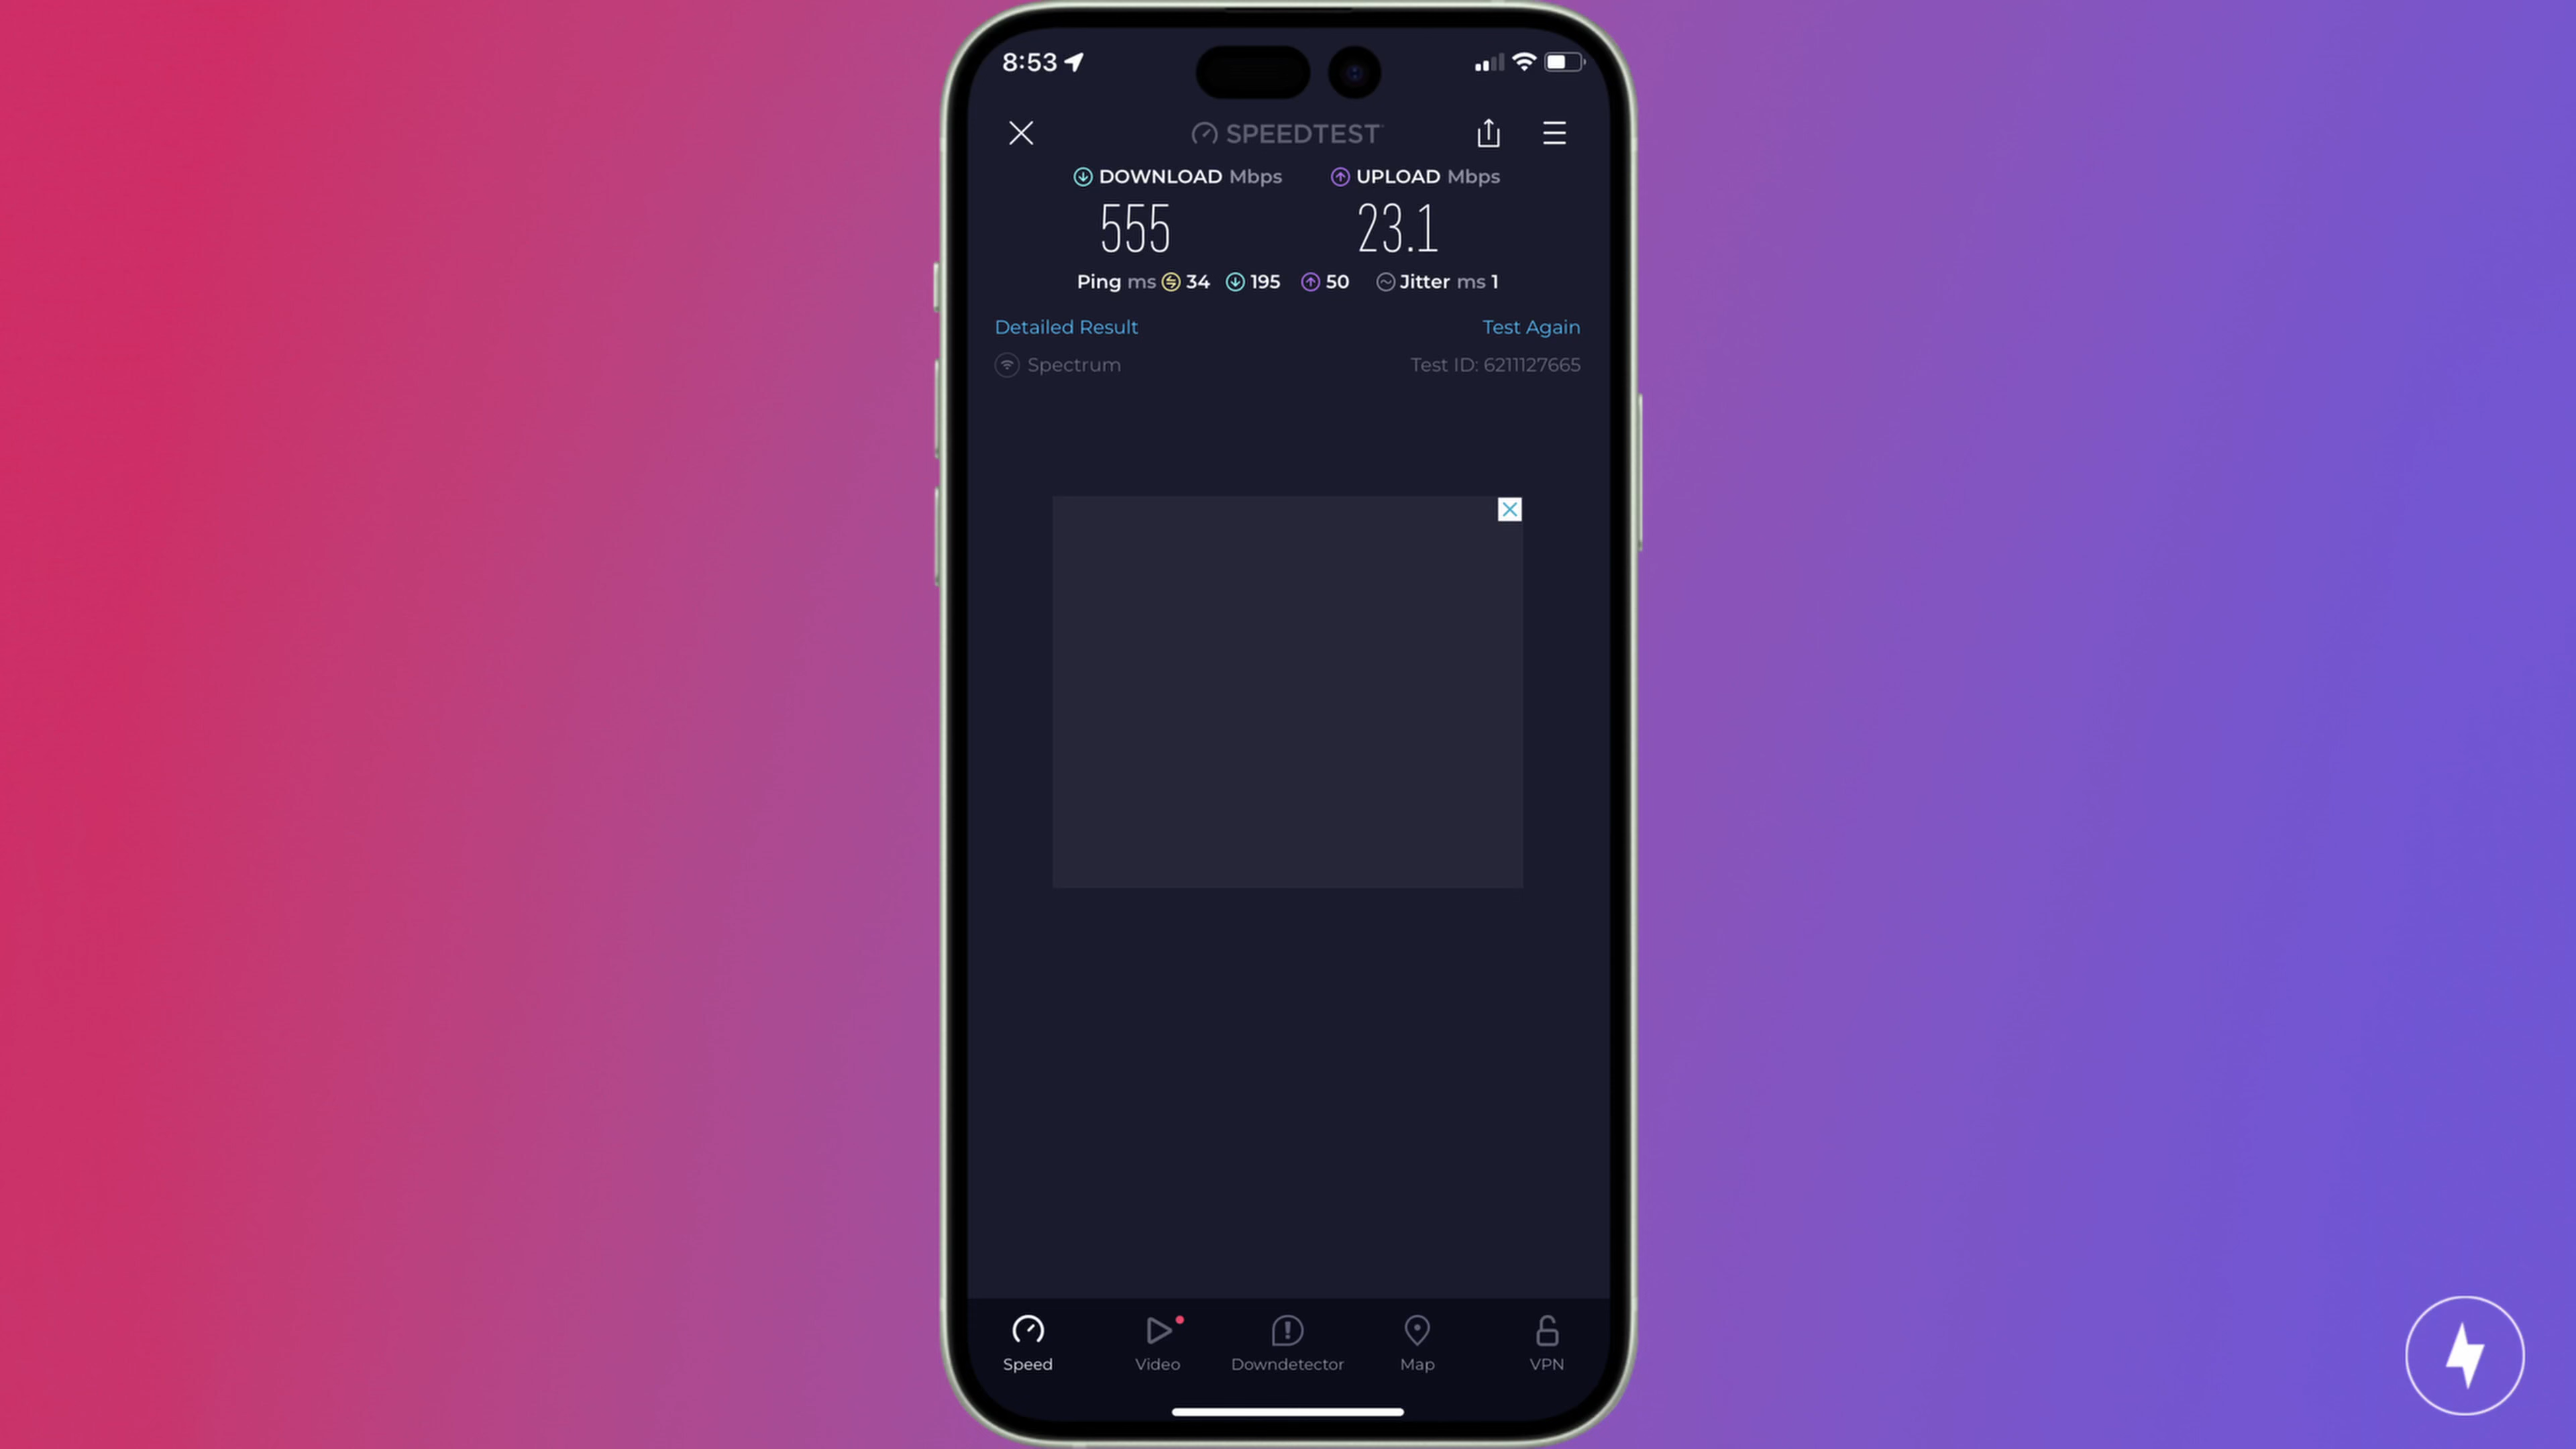 8:53
SPEEDTEST
DOWNLOAD Mbps UPLOAD Mbps
555 23.1
Ping ms 34 195 50 Jitter ms 1
Detailed Result Test Again
Spectrum Test ID: 6211127665
Speed Video Downdetector Map VPN